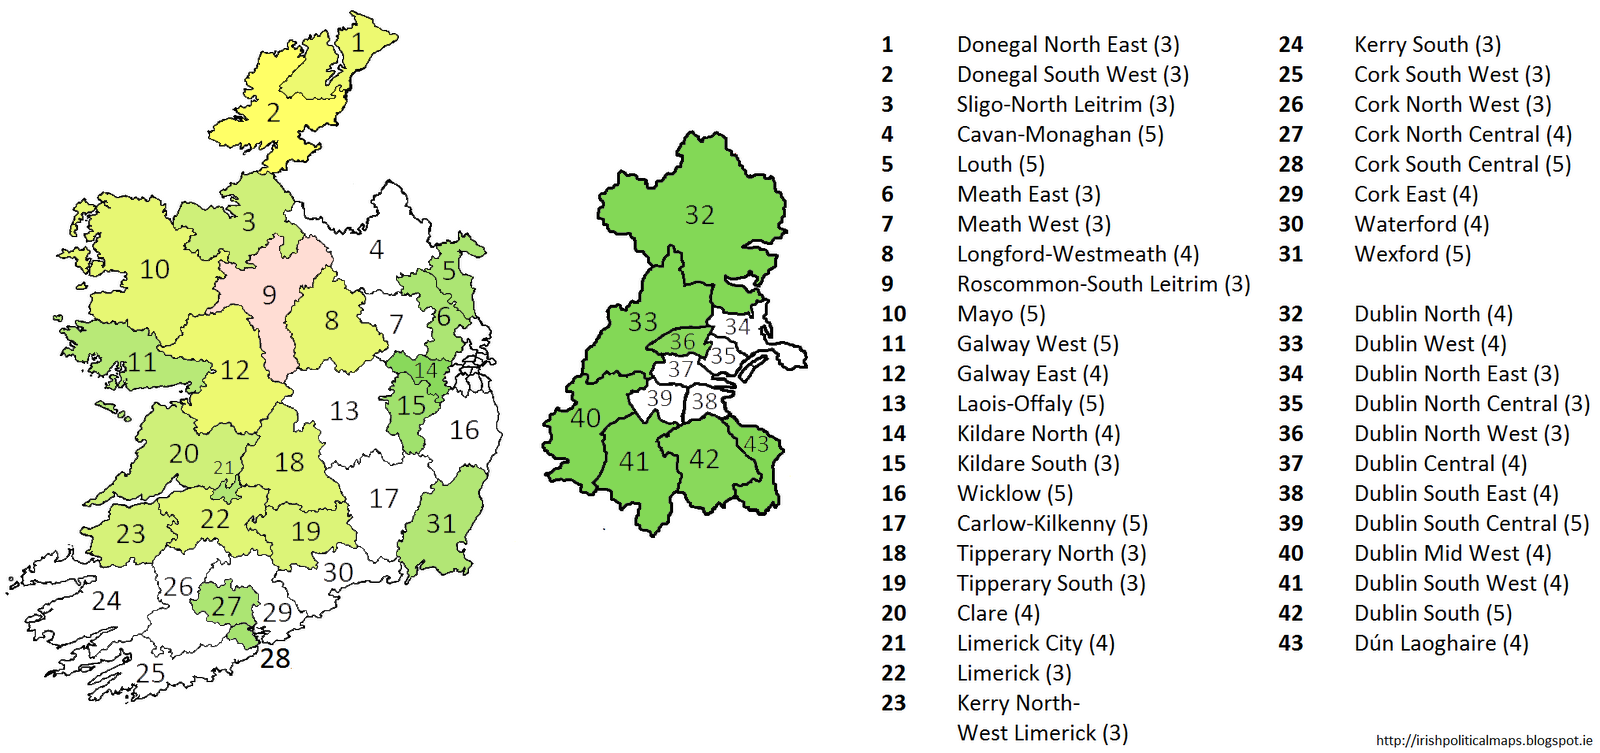 1
2
3
4
5
6
7
8
9
10
11
12
13
14
15
16
17
18
19
20
21
22
23
24
25
26
27
28
29
30
31
32
33
34
35
36
37
38
39
40
41
42
43
1 Donegal North East (3)
2 Donegal South West (3)
3 Sligo-North Leitrim (3)
4 Cavan-Monaghan (5)
5 Louth (5)
6 Meath East (3)
7 Meath West (3)
8 Longford-Westmeath (4)
9 Roscommon-South Leitrim (3)
10 Mayo (5)
11 Galway West (5)
12 Galway East (4)
13 Laois-Offaly (5)
14 Kildare North (4)
15 Kildare South (3)
16 Wicklow (5)
17 Carlow-Kilkenny (5)
18 Tipperary North (3)
19 Tipperary South (3)
20 Clare (4)
21 Limerick City (4)
22 Limerick (3)
23 Kerry North-
West Limerick (3)
24 Kerry South (3)
25 Cork South West (3)
26 Cork North West (3)
27 Cork North Central (4)
28 Cork South Central (5)
29 Cork East (4)
30 Waterford (4)
31 Wexford (5)
32 Dublin North (4)
33 Dublin West (4)
34 Dublin North East (3)
35 Dublin North Central (3)
36 Dublin North West (3)
37 Dublin Central (4)
38 Dublin South East (4)
39 Dublin South Central (5)
40 Dublin Mid West (4)
41 Dublin South West (4)
42 Dublin South (5)
43 Dún Laoghaire (4)
http://irishpoliticalmaps.blogspot.ie